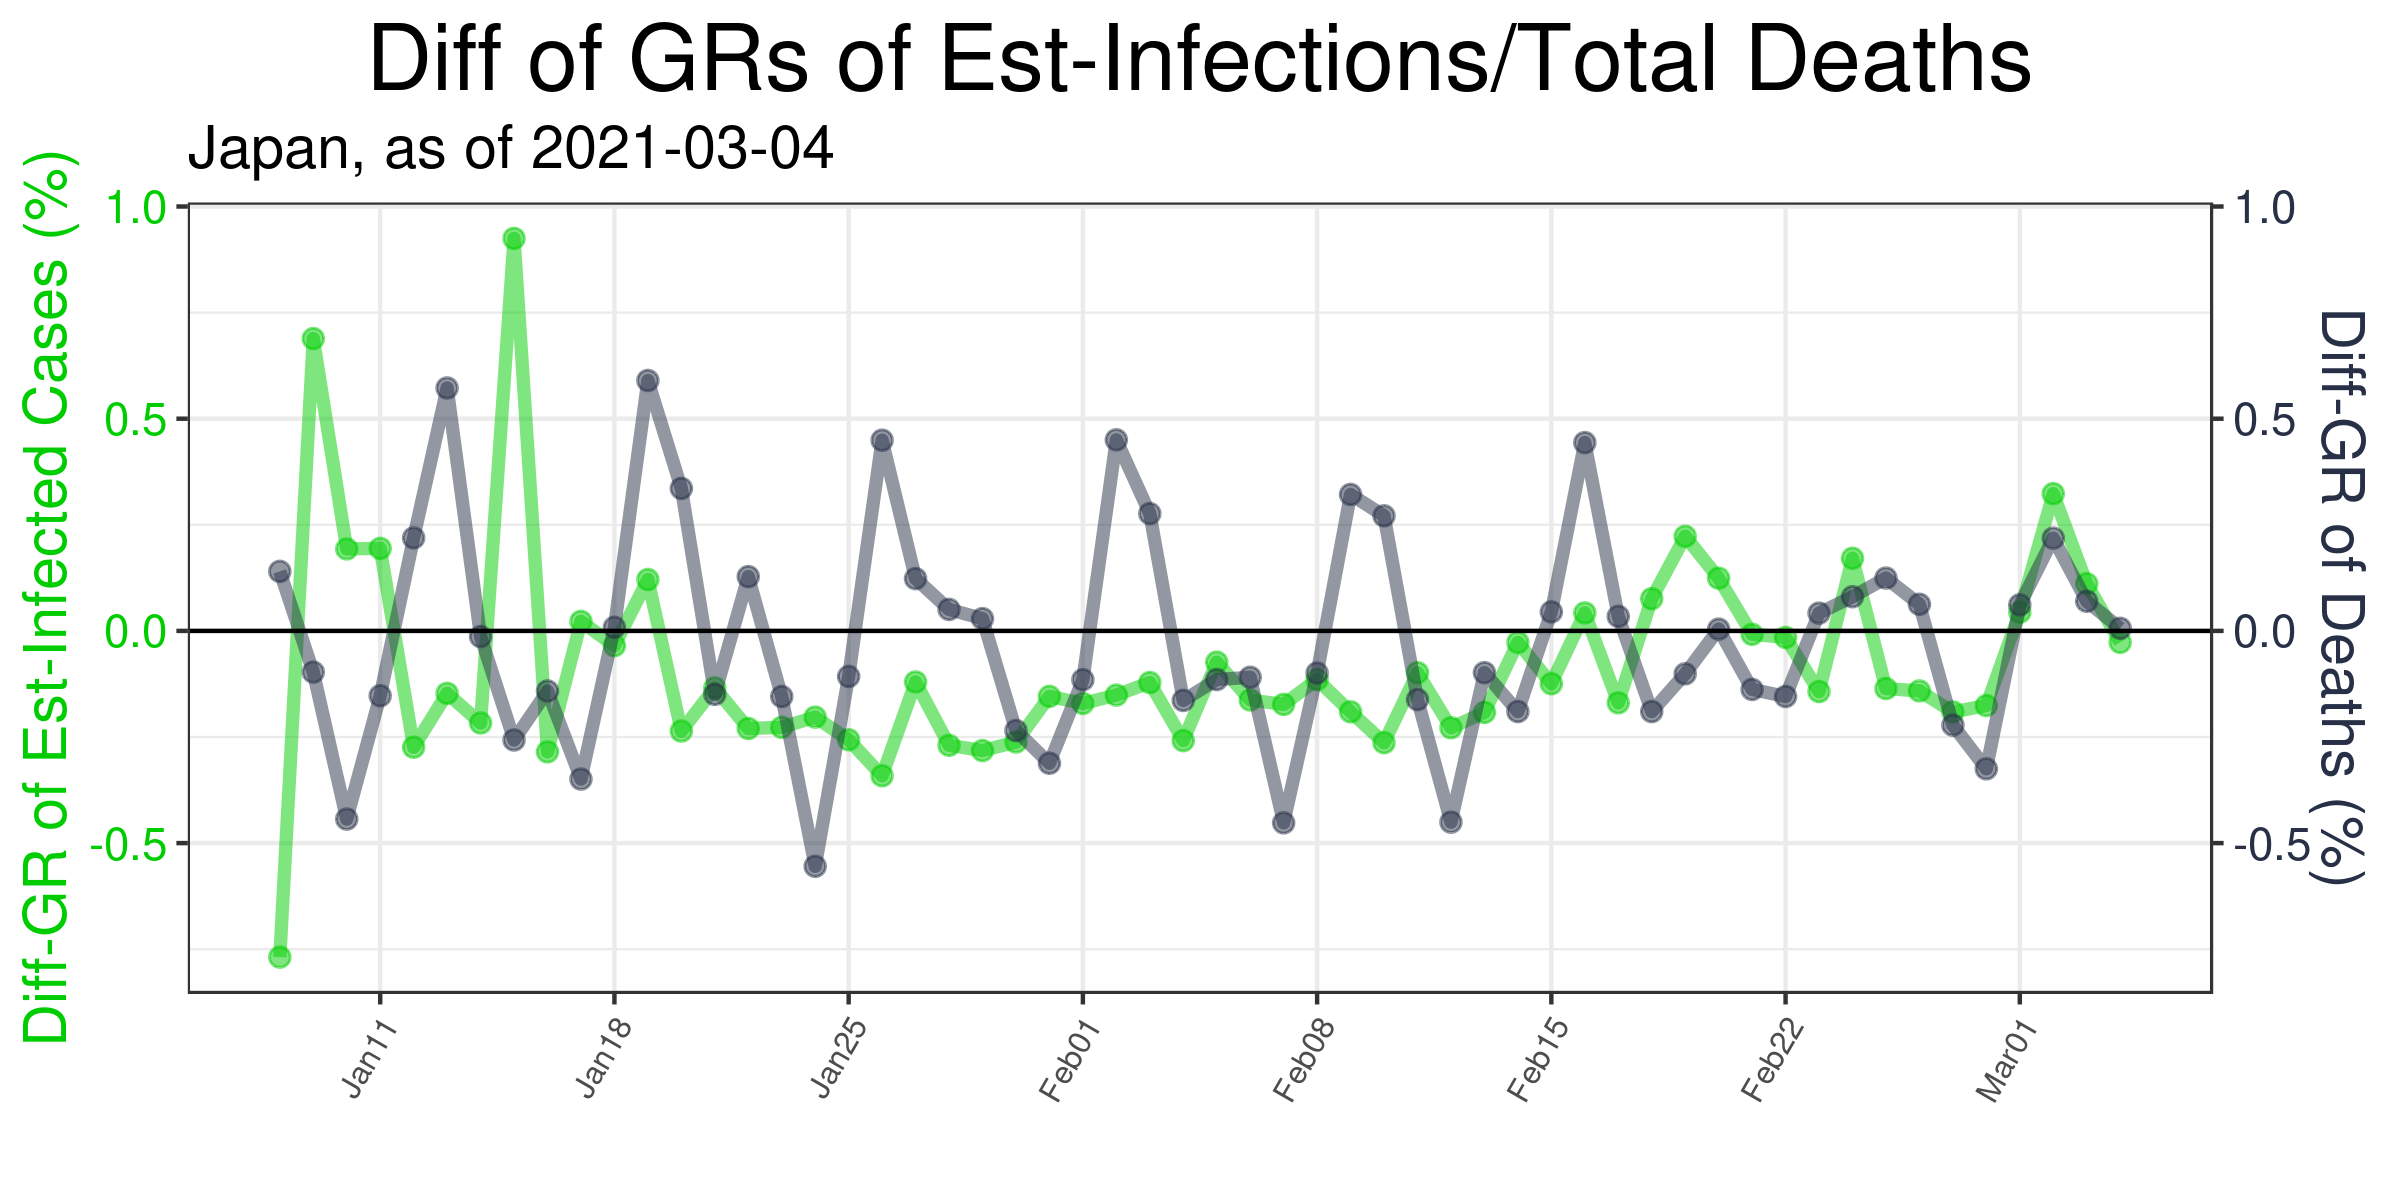 Diff of GRs of Est-Infections/Total Deaths
Japan, as of 2021-03-04
Diff-GR of Est-Infected Cases (%)
1.0
0.5
0.0
-0.5
1.0
0.5
0.0
-0.5
Diff-GR of Deaths (%)
Jan11
Jan18
Jan25
Feb01
Feb08
Feb15
Feb22
Mar01